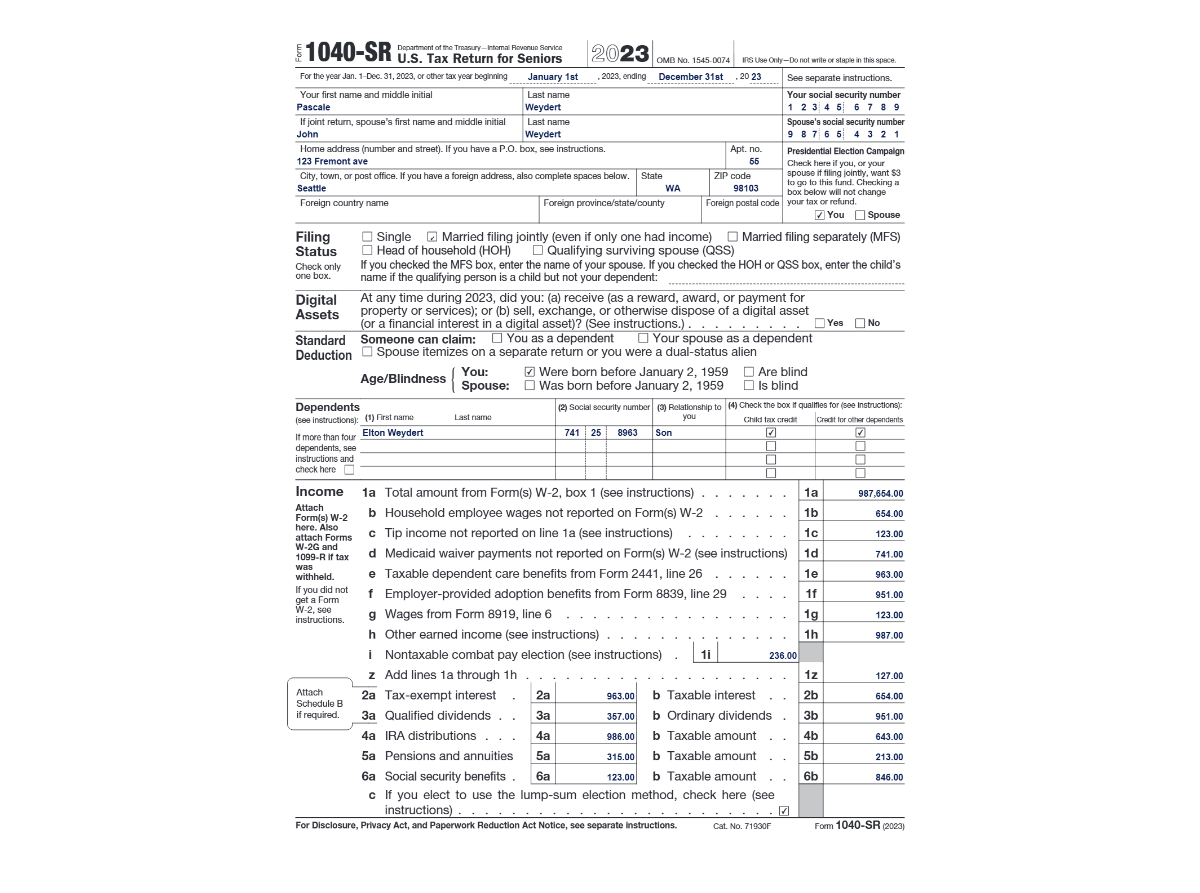 Form 1040-SR Department of the Treasury—Internal Revenue Service
U.S. Tax Return for Seniors 2023 OMB No. 1545-0074 IRS Use Only—Do not write or staple in this space.
For the year Jan. 1–Dec. 31, 2023, or other tax year beginning January 1st , 2023, ending December 31st , 20 23 See separate instructions.
Your first name and middle initial Last name Your social security number
Pascale Weydert 1 2 3 4 5 6 7 8 9
If joint return, spouse's first name and middle initial Last name Spouse's social security number
John Weydert 9 8 7 6 5 4 3 2 1
Home address (number and street). If you have a P.O. box, see instructions. Apt. no.
123 Fremont ave 55
City, town, or post office. If you have a foreign address, also complete spaces below. State ZIP code
Seattle WA 98103
Foreign country name Foreign province/state/county Foreign postal code
Presidential Election Campaign
Check here if you, or your
spouse if filing jointly, want $3
to go to this fund. Checking a
box below will not change
your tax or refund.
☑ You ☐ Spouse
Filing Status
Check only one box.
☐ Single ☑ Married filing jointly (even if only one had income) ☐ Married filing separately (MFS)
☐ Head of household (HOH) ☐ Qualifying surviving spouse (QSS)
If you checked the MFS box, enter the name of your spouse. If you checked the HOH or QSS box, enter the child's
name if the qualifying person is a child but not your dependent:
Digital Assets
At any time during 2023, did you: (a) receive (as a reward, award, or payment for
property or services); or (b) sell, exchange, or otherwise dispose of a digital asset
(or a financial interest in a digital asset)? (See instructions.) . . . . . . . . . ☐ Yes ☐ No
Standard Deduction
Someone can claim: ☐ You as a dependent ☐ Your spouse as a dependent
☐ Spouse itemizes on a separate return or you were a dual-status alien
Age/Blindness
You: ☑ Were born before January 2, 1959 ☐ Are blind
Spouse: ☐ Was born before January 2, 1959 ☐ Is blind
Dependents (see instructions):
If more than four
dependents, see
instructions and
check here ☐
(1) First name Last name (2) Social security number (3) Relationship to you (4) Check the box if qualifies for (see instructions):
Child tax credit Credit for other dependents
Elton Weydert 741 25 8963 Son ☑ ☑
☐ ☐
☐ ☐
☐ ☐
Income
Attach
Form(s) W-2
here. Also
attach Forms
W-2G and
1099-R if tax
was
withheld.
If you did not
get a Form
W-2, see
instructions.
1a Total amount from Form(s) W-2, box 1 (see instructions) . . . . . . . 1a 987,654.00
b Household employee wages not reported on Form(s) W-2 . . . . . . 1b 654.00
c Tip income not reported on line 1a (see instructions) . . . . . . . 1c 123.00
d Medicaid waiver payments not reported on Form(s) W-2 (see instructions) 1d 741.00
e Taxable dependent care benefits from Form 2441, line 26 . . . . . . 1e 963.00
f Employer-provided adoption benefits from Form 8839, line 29 . . . . 1f 951.00
g Wages from Form 8919, line 6 . . . . . . . . . . . . . . . . 1g 123.00
h Other earned income (see instructions) . . . . . . . . . . . . . 1h 987.00
i Nontaxable combat pay election (see instructions) . 1i 236.00
z Add lines 1a through 1h . . . . . . . . . . . . . . . . . . . 1z 127.00
Attach
Schedule B
if required.
2a Tax-exempt interest . 2a 963.00 b Taxable interest . . 2b 654.00
3a Qualified dividends . . 3a 357.00 b Ordinary dividends . 3b 951.00
4a IRA distributions . . . 4a 986.00 b Taxable amount . . 4b 643.00
5a Pensions and annuities 5a 315.00 b Taxable amount . . 5b 213.00
6a Social security benefits . 6a 123.00 b Taxable amount . . 6b 846.00
c If you elect to use the lump-sum election method, check here (see
instructions) . . . . . . . . . . . . . . . . . . . . . . . . ☑
For Disclosure, Privacy Act, and Paperwork Reduction Act Notice, see separate instructions. Cat. No. 71930F Form 1040-SR (2023)